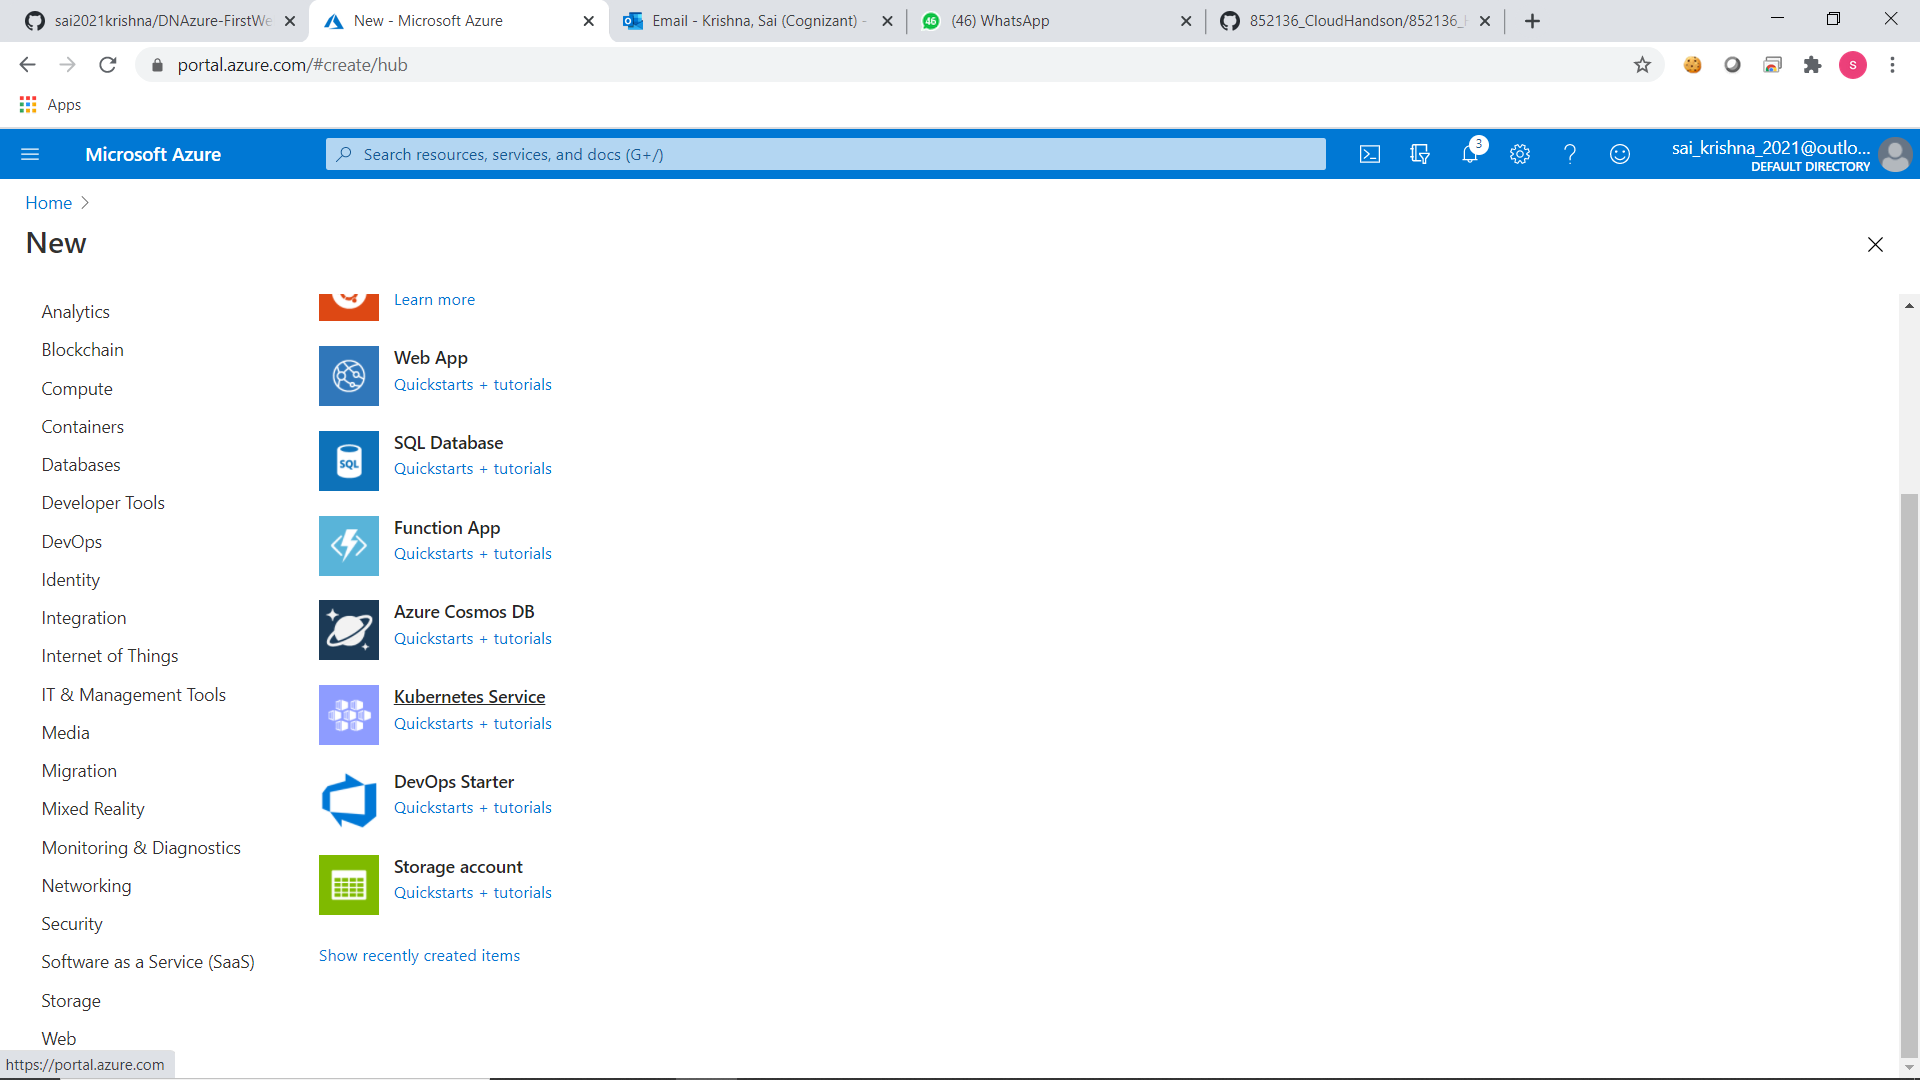 sai2021krishna/DNAzure-FirstWe
New - Microsoft Azure
Email - Krishna, Sai (Cognizant) -
46
(46) WhatsApp
852136_CloudHandson/852136_
portal.azure.com/#create/hub
S
Apps
Microsoft Azure
Search resources, services, and docs (G+/)
3
sai_krishna_2021@outlo...
DEFAULT DIRECTORY
Home
New
Analytics
Blockchain
Compute
Containers
Databases
Developer Tools
DevOps
Identity
Integration
Internet of Things
IT & Management Tools
Media
Migration
Mixed Reality
Monitoring & Diagnostics
Networking
Security
Software as a Service (SaaS)
Storage
Web
Learn more
Web App
Quickstarts + tutorials
SQL
SQL Database
Quickstarts + tutorials
Function App
Quickstarts + tutorials
Azure Cosmos DB
Quickstarts + tutorials
Kubernetes Service
Quickstarts + tutorials
DevOps Starter
Quickstarts + tutorials
Storage account
Quickstarts + tutorials
Show recently created items
https://portal.azure.com